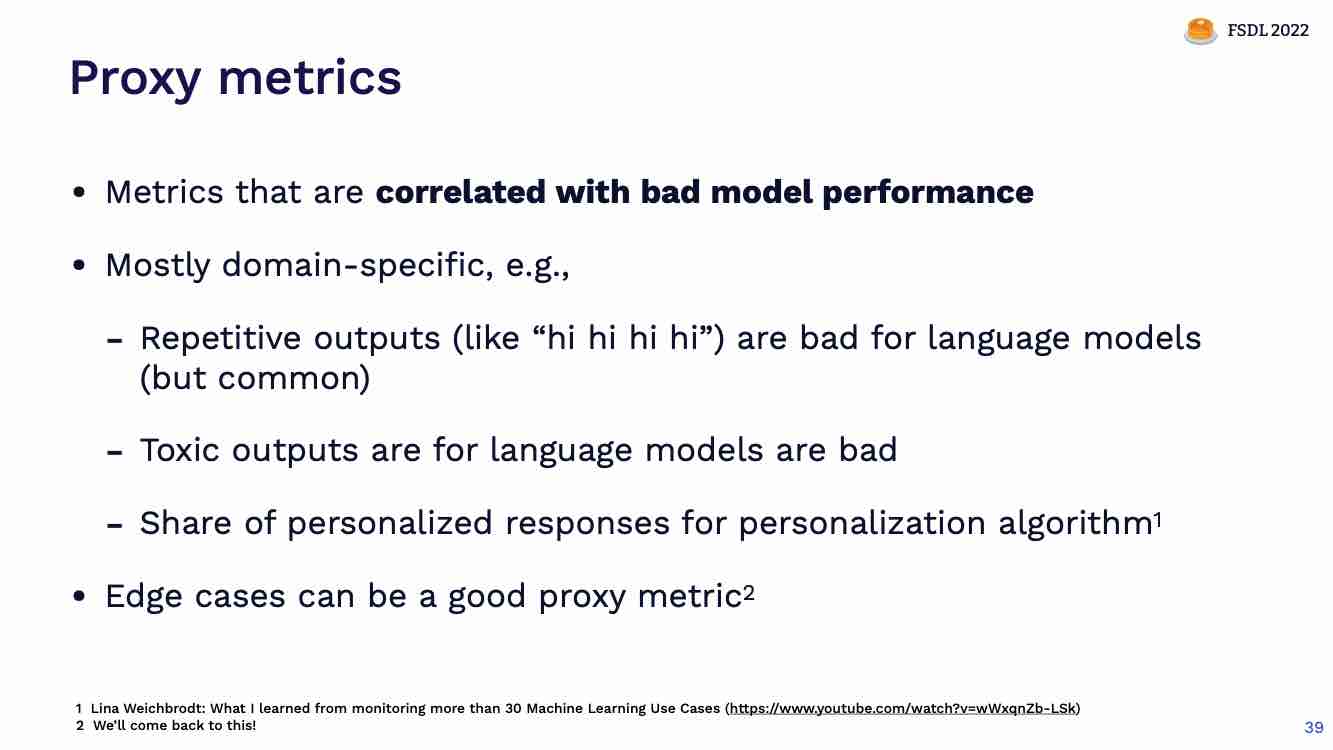 FSDL 2022
Proxy metrics
• Metrics that are correlated with bad model performance
• Mostly domain-specific, e.g.,
- Repetitive outputs (like “hi hi hi hi”) are bad for language models
(but common)
- Toxic outputs are for language models are bad
- Share of personalized responses for personalization algorithm1
• Edge cases can be a good proxy metric2
1 Lina Weichbrodt: What I learned from monitoring more than 30 Machine Learning Use Cases (https://www.youtube.com/watch?v=wWxqnZb-LSk)
2 We’ll come back to this!
39